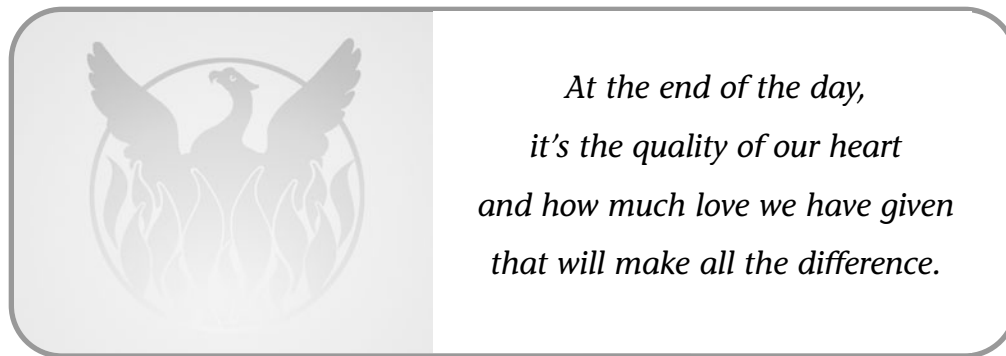 At the end of the day,
it's the quality of our heart
and how much love we have given
that will make all the difference.